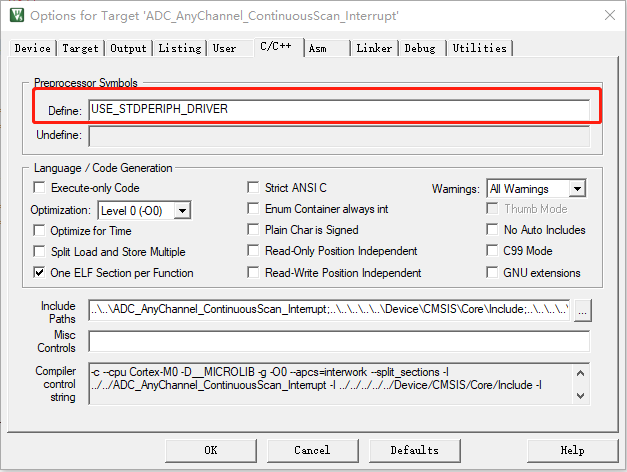 Options for Target 'ADC_AnyChannel_ContinuousScan_Interrupt'
Device Target Output Listing User C/C++ Asm Linker Debug Utilities
Preprocessor Symbols
Define: USE_STDPERIPH_DRIVER
Undefine:
Language / Code Generation
Execute-only Code Strict ANSI C Warnings: All Warnings
Optimization: Level 0 (-O0) Enum Container always int Thumb Mode
Optimize for Time Plain Char is Signed No Auto Includes
Split Load and Store Multiple Read-Only Position Independent C99 Mode
One ELF Section per Function Read-Write Position Independent GNU extensions
Include Paths ..\..\ADC_AnyChannel_ContinuousScan_Interrupt;..\..\..\..\..\Device\CMSIS\Core\Include;..\..\..\..\ ...
Misc Controls
Compiler control string
-c --cpu Cortex-M0 -D__MICROLIB -g -O0 --apcs=interwork --split_sections -I
../../ADC_AnyChannel_ContinuousScan_Interrupt -I ../../../../../Device/CMSIS/Core/Include -I
OK Cancel Defaults Help